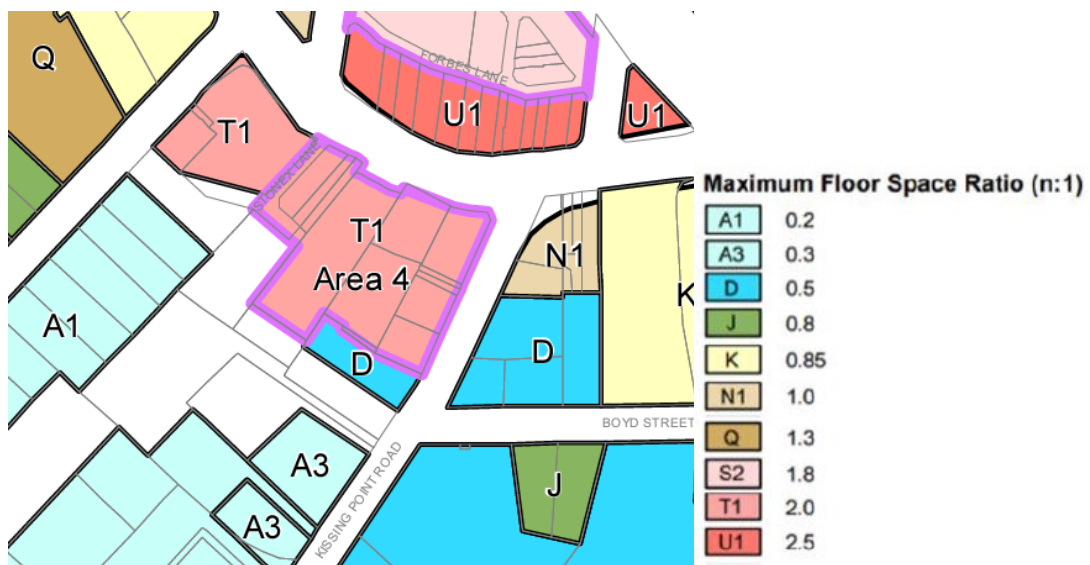 Q
FORBES LANE
U1
U1
T1
STONEX LANE
T1
Area 4
N1
K
A1
D
D
BOYD STREET
A3
J
A3
KISSING POINT ROAD
Maximum Floor Space Ratio (n:1)
A1 0.2
A3 0.3
D 0.5
J 0.8
K 0.85
N1 1.0
Q 1.3
S2 1.8
T1 2.0
U1 2.5